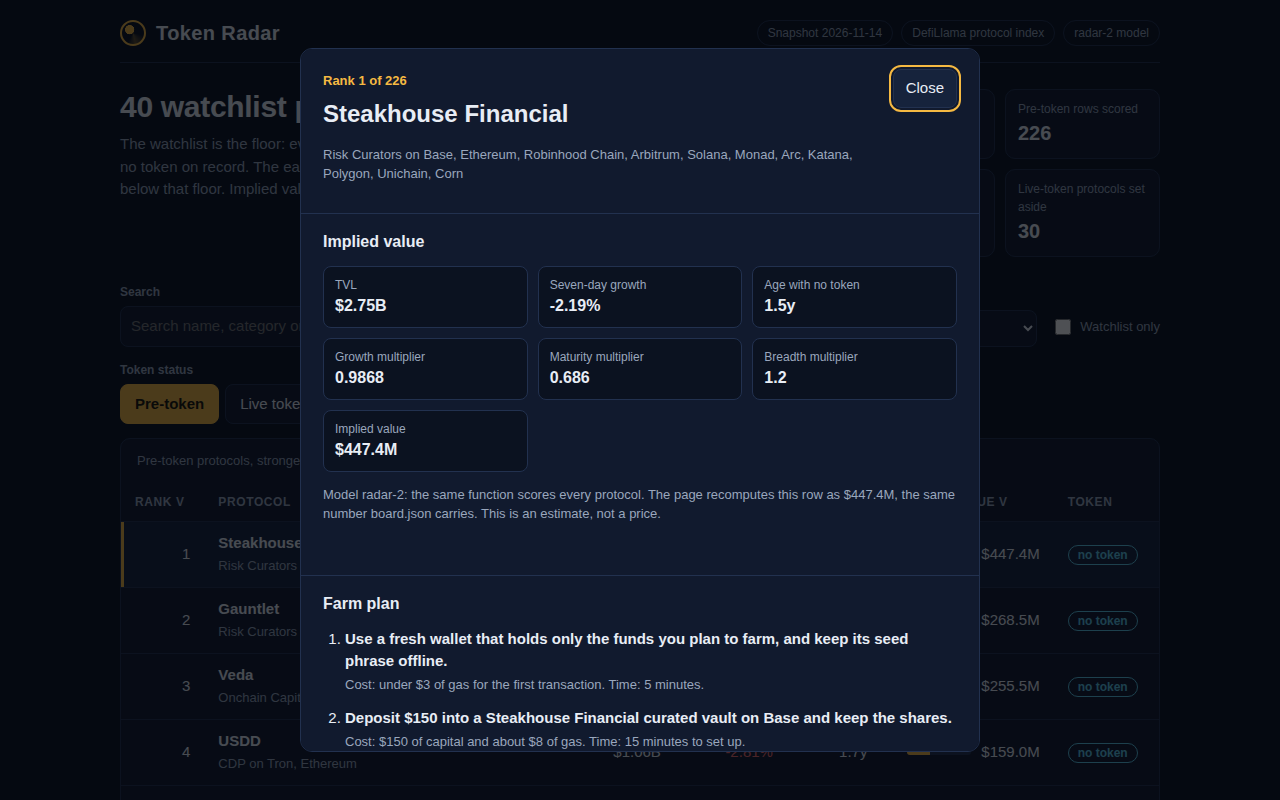 Token Radar
Snapshot 2026-11-14
DefiLlama protocol index
radar-2 model
40 watchlist
The watchlist is the floor:
no token on record. The
below that floor. Implied
Pre-token rows scored
226
Live-token protocols set
aside
30
Search
Search name, category
Watchlist only
Token status
Pre-token
Live
Pre-token protocols,
RANK V
PROTOCOL
V
TOKEN
1
Steakhouse
Risk Curators
$447.4M
no token
2
Gauntlet
Risk Curators
$268.5M
no token
3
Veda
Onchain
$255.5M
no token
4
USDD
CDP on Tron, Ethereum
$1.06B
-2.81%
1.7y
$159.0M
no token
Rank 1 of 226
Close
Steakhouse Financial
Risk Curators on Base, Ethereum, Robinhood Chain, Arbitrum, Solana, Monad, Arc, Katana,
Polygon, Unichain, Corn
Implied value
TVL
$2.75B
Seven-day growth
-2.19%
Age with no token
1.5y
Growth multiplier
0.9868
Maturity multiplier
0.686
Breadth multiplier
1.2
Implied value
$447.4M
Model radar-2: the same function scores every protocol. The page recomputes this row as $447.4M, the same
number board.json carries. This is an estimate, not a price.
Farm plan
1. Use a fresh wallet that holds only the funds you plan to farm, and keep its seed
phrase offline.
Cost: under $3 of gas for the first transaction. Time: 5 minutes.
2. Deposit $150 into a Steakhouse Financial curated vault on Base and keep the shares.
Cost: $150 of capital and about $8 of gas. Time: 15 minutes to set up.